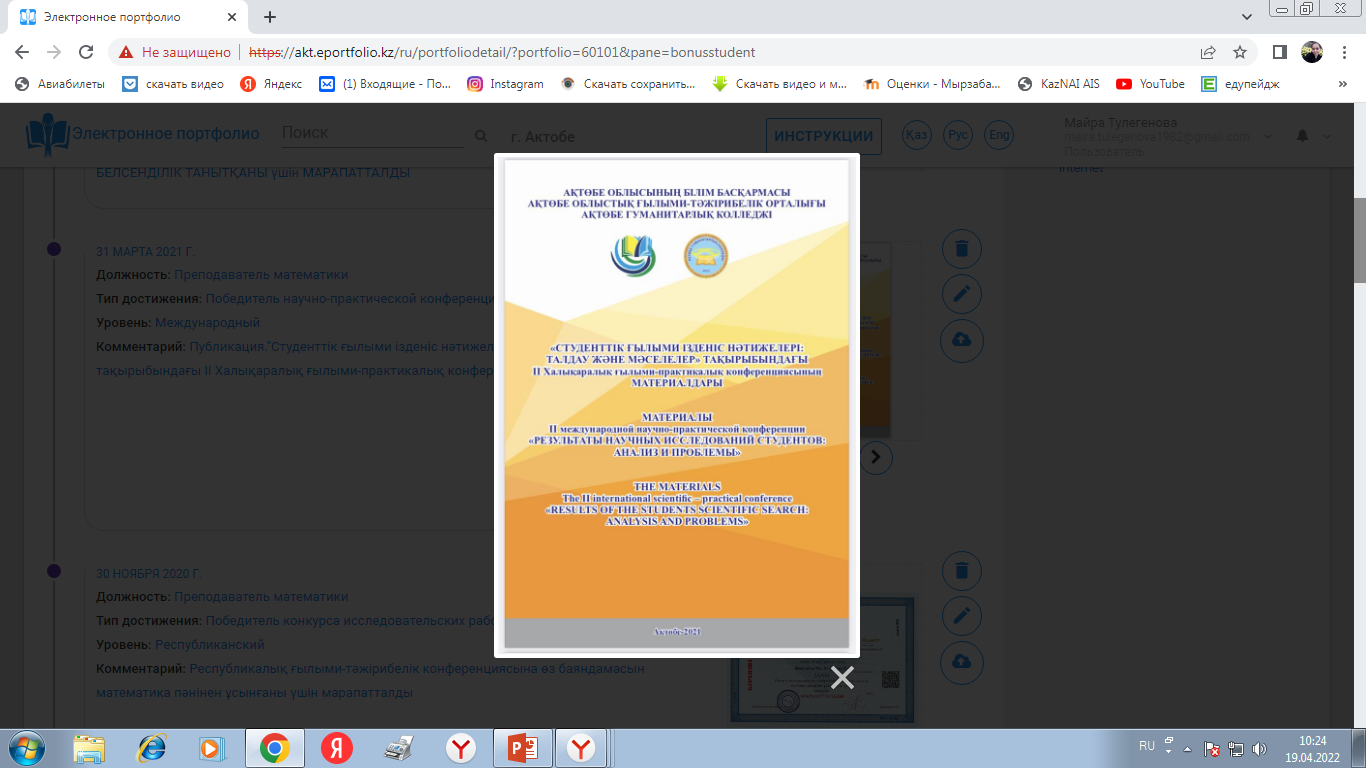 Электронное портфолио
Не защищено
https://akt.eportfolio.kz/ru/portfoliodetail/?portfolio=60101&pane=bonusstudent
Авиабилеты
скачать видео
Яндекс
(1) Входящие - По...
Instagram
Скачать сохранить...
Скачать видео и м...
Оценки - Мырзаба...
KazNAI AIS
YouTube
едупейдж
»
Электронное портфолио
Поиск
г. Актобе
ИНСТРУКЦИИ
Қаз
Рус
Eng
Майра Тулегенова
maira.tulegenova1982@gmail.com
Пользователь
БЕЛСЕНДІЛІК ТАНЫТҚАНЫ үшін МАРАПАТТАЛДЫ
internet
31 МАРТА 2021 Г.
Должность: Преподаватель математики
Тип достижения: Победитель научно-практической
Уровень: Международный
Комментарий: Публикация."Студенттік ғылыми ізденіс
тақырыбындағы II Халықаралық ғылыми-практикалық
АҚТӨБЕ ОБЛЫСЫНЫҢ БІЛІМ БАСҚАРМАСЫ
АҚТӨБЕ ОБЛЫСТЫҚ ҒЫЛЫМИ-ТӘЖІРИБЕЛІК ОРТАЛЫҒЫ
АҚТӨБЕ ГУМАНИТАРЛЫҚ КОЛЛЕДЖІ
«СТУДЕНТТІК ҒЫЛЫМИ ІЗДЕНІС НӘТИЖЕЛЕРІ:
ТАЛДАУ ЖӘНЕ МӘСЕЛЕЛЕР» ТАҚЫРЫБЫНДАҒЫ
II Халықаралық ғылыми-практикалық конференциясының
МАТЕРИАЛДАРЫ
МАТЕРИАЛЫ
II международной научно-практической конференции
«РЕЗУЛЬТАТЫ НАУЧНЫХ ИССЛЕДОВАНИЙ СТУДЕНТОВ:
АНАЛИЗ И ПРОБЛЕМЫ»
THE MATERIALS
The II international scientific – practical conference
«RESULTS OF THE STUDENTS SCIENTIFIC SEARCH:
ANALYSIS AND PROBLEMS»
Ақтөбе-2021
30 НОЯБРЯ 2020 Г.
Должность: Преподаватель математики
Тип достижения: Победитель конкурса исследовательских
Уровень: Республиканский
Комментарий: Республикалық ғылыми-тәжірибелік конференциясына өз баяндамасын
математика пәнінен ұсынғаны үшін марапатталды
RU
10:24
19.04.2022